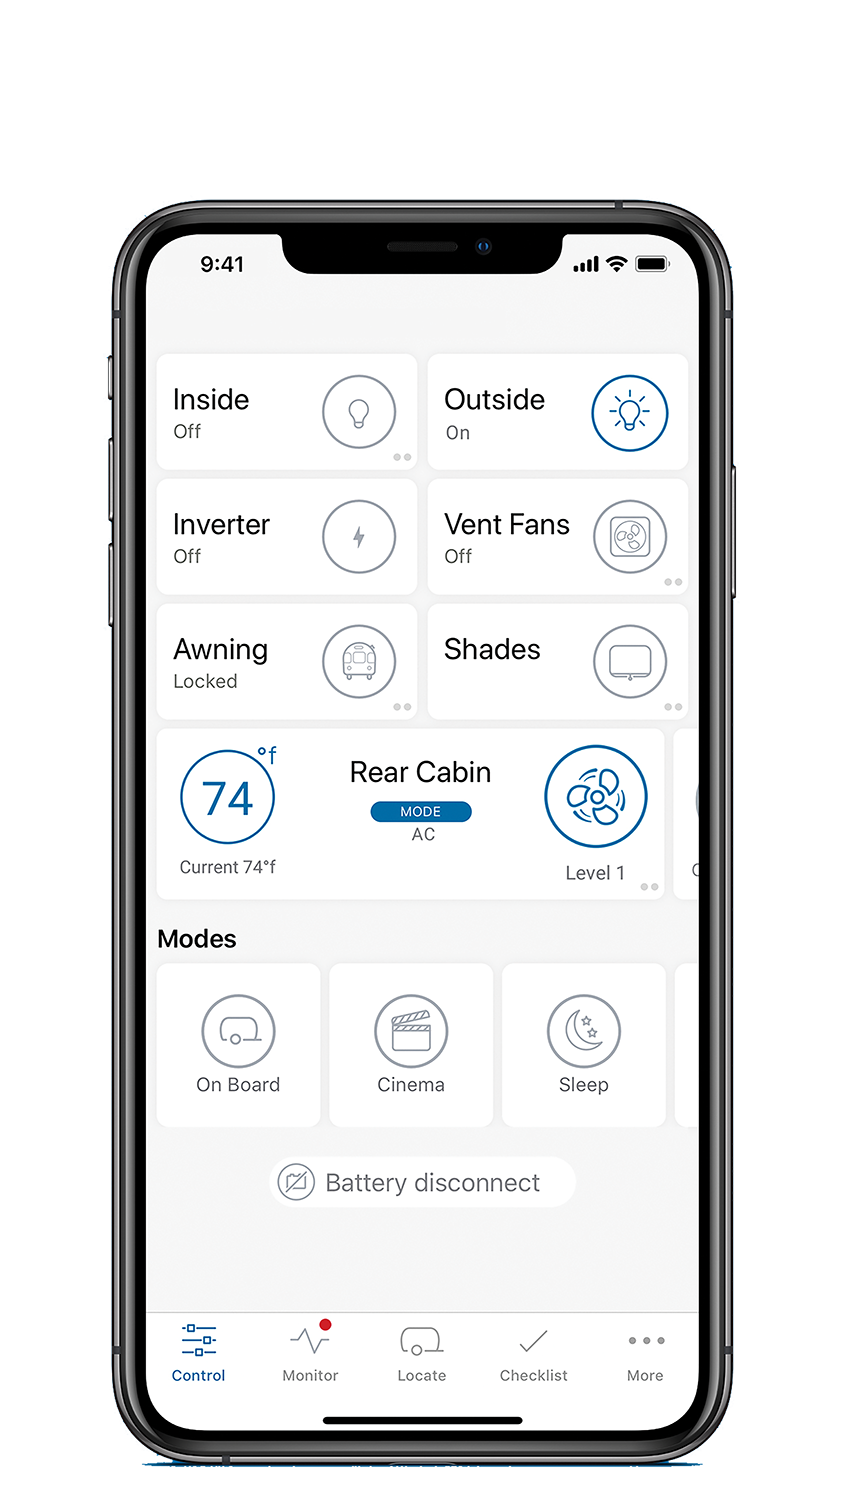 9:41
Inside
Off
Outside
On
Inverter
Off
Vent Fans
Off
Awning
Locked
Shades
74
°f
Rear Cabin
MODE
AC
Current 74°f
Level 1
Modes
On Board
Cinema
Sleep
Battery disconnect
Control
Monitor
Locate
Checklist
More